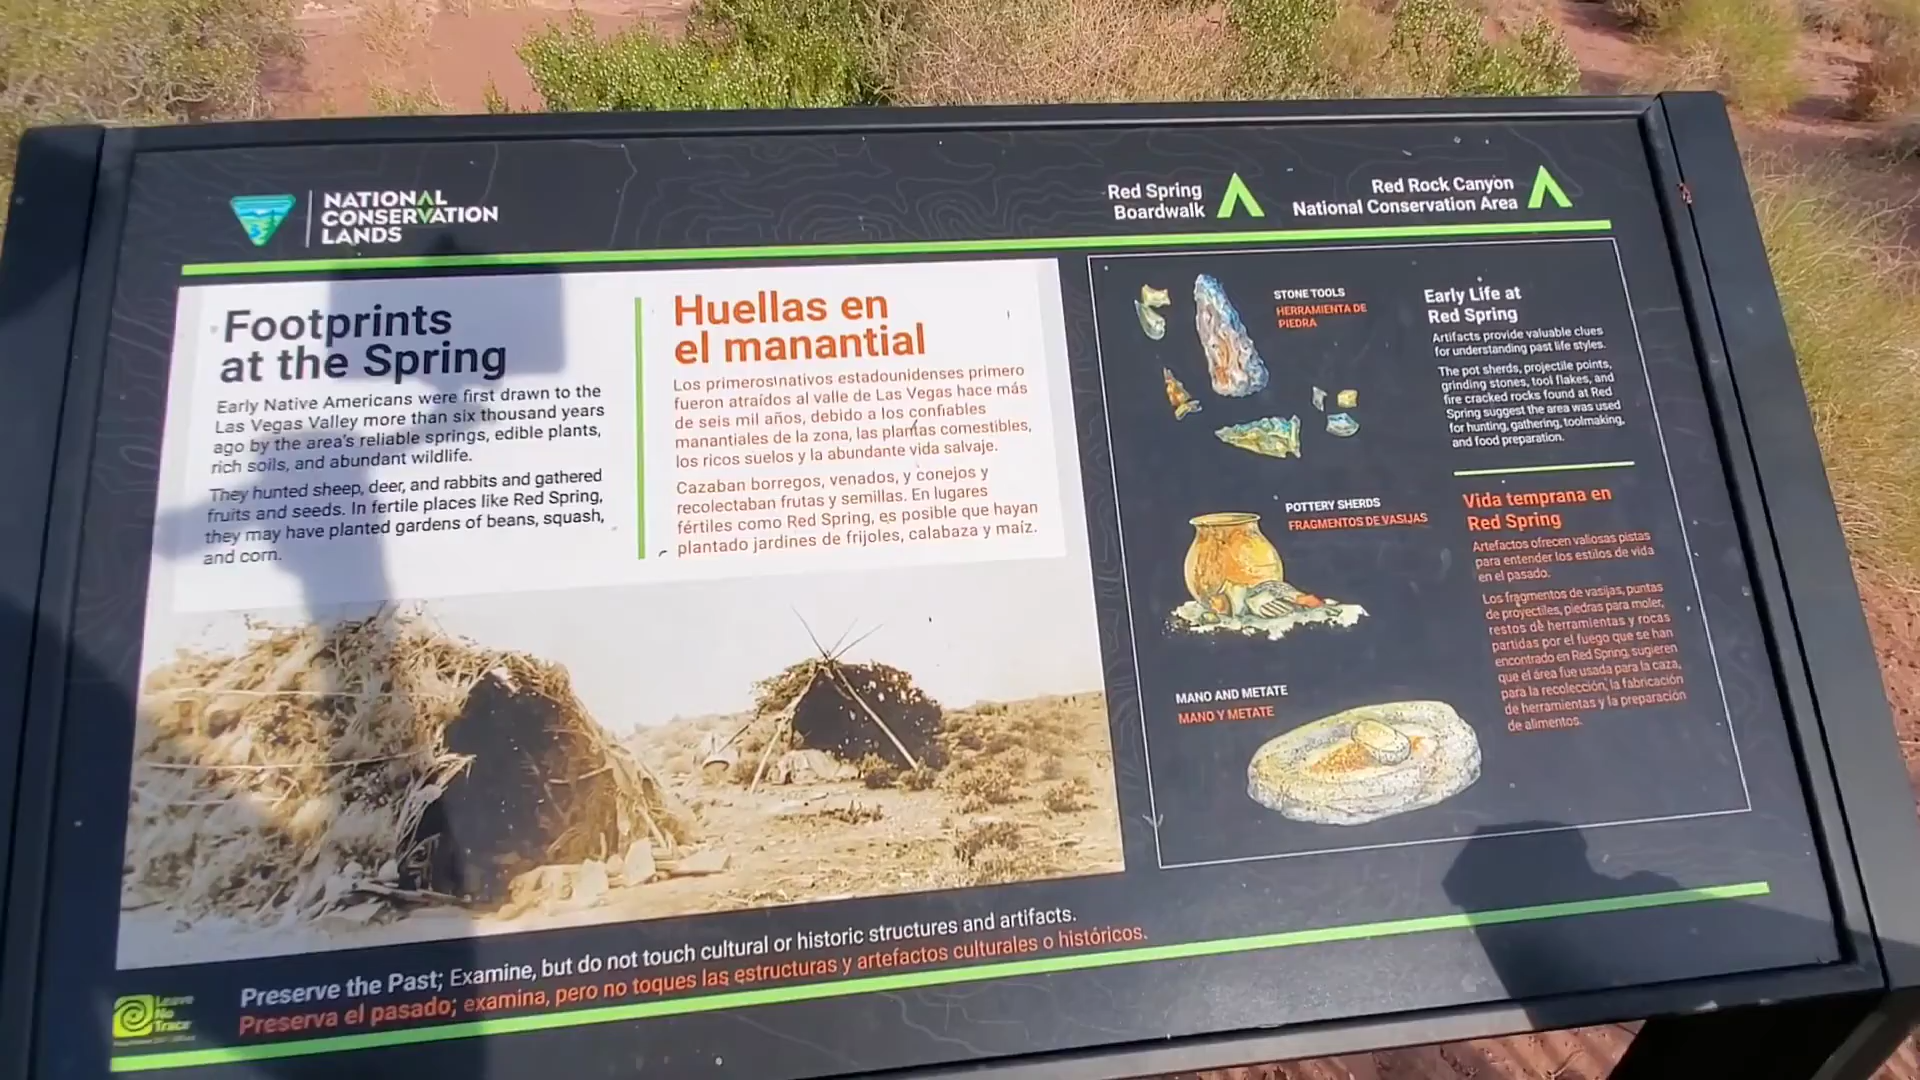 NATIONAL
CONSERVATION
LANDS
Red Spring
Boardwalk
Red Rock Canyon
National Conservation Area
Footprints
at the Spring
Early Native Americans were first drawn to the
Las Vegas Valley more than six thousand years
ago by the area's reliable springs, edible plants,
rich soils, and abundant wildlife.
They hunted sheep, deer, and rabbits and gathered
fruits and seeds. In fertile places like Red Spring,
they may have planted gardens of beans, squash,
and corn.
Huellas en
el manantial
Los primeros nativos estadounidenses primero
fueron atraídos al valle de Las Vegas hace más
de seis mil años, debido a los confiables
manantiales de la zona, las plantas comestibles,
los ricos suelos y la abundante vida salvaje.
Cazaban borregos, venados, y conejos y
recolectaban frutas y semillas. En lugares
fértiles como Red Spring, es posible que hayan
plantado jardines de frijoles, calabaza y maíz.
STONE TOOLS
HERRAMIENTA DE
PIEDRA
POTTERY SHERDS
FRAGMENTOS DE VASIJAS
MANO AND METATE
MANO Y METATE
Early Life at
Red Spring
Artifacts provide valuable clues
for understanding past life styles.
The pot sherds, projectile points,
grinding stones, tool flakes, and
fire cracked rocks found at Red
Spring suggest the area was used
for hunting, gathering, toolmaking,
and food preparation.
Vida temprana en
Red Spring
Artefactos ofrecen valiosas pistas
para entender los estilos de vida
en el pasado.
Los fragmentos de vasijas, puntas
de proyectiles, piedras para moler,
restos de herramientas y rocas
partidas por el fuego que se han
encontrado en Red Spring, sugieren
que el área fue usada para la caza,
para la recolección, la fabricación
de herramientas y la preparación
de alimentos.
Preserve the Past; Examine, but do not touch cultural or historic structures and artifacts.
Preserva el pasado; examina, pero no toques las estructuras y artefactos culturales o históricos.
Leave
No
Trace